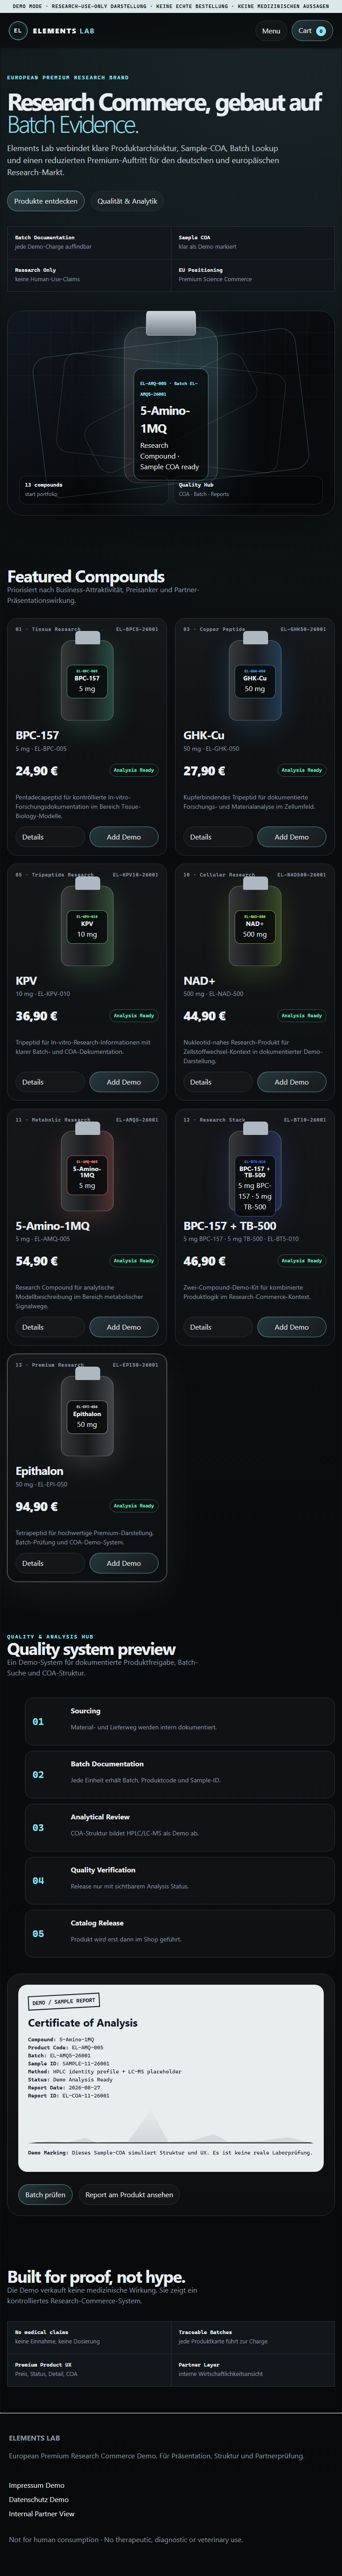 DEMO MODE · RESEARCH-USE-ONLY DARSTELLUNG · KEINE ECHTE BESTELLUNG · KEINE MEDIZINISCHEN AUSSAGEN
EL
ELEMENTS LAB
Menu
Cart 0
EUROPEAN PREMIUM RESEARCH BRAND
Research Commerce, gebaut auf
Batch Evidence.
Elements Lab verbindet klare Produktarchitektur, Sample-COA, Batch Lookup
und einen reduzierten Premium-Auftritt für den deutschen und europäischen
Research-Markt.
Produkte entdecken
Qualität & Analytik
Batch Documentation
jede Demo-Charge auffindbar
Sample COA
klar als Demo markiert
Research Only
keine Human-Use-Claims
EU Positioning
Premium Science Commerce
EL-AMQ-005 · Batch EL-
AMQ5-26001
5-Amino-
1MQ
Research
Compound ·
Sample COA ready
13 compounds
start portfolio
Quality Hub
COA · Batch · Reports
Featured Compounds
Priorisiert nach Business-Attraktivität, Preisanker und Partner-
Präsentationswirkung.
01 · Tissue Research
EL-BPC5-26001
EL-BPC-005
BPC-157
5 mg
BPC-157
5 mg · EL-BPC-005
24,90 €
Analysis Ready
Pentadecapeptid für kontrollierte In-vitro-
Forschungsdokumentation im Bereich Tissue-
Biology-Modelle.
Details
Add Demo
03 · Copper Peptide
EL-GHK50-26001
EL-GHK-050
GHK-Cu
50 mg
GHK-Cu
50 mg · EL-GHK-050
27,90 €
Analysis Ready
Kupferbindendes Tripeptid für dokumentierte
Forschungs- und Materialanalyse im Zellumfeld.
Details
Add Demo
05 · Tripeptide Research
EL-KPV10-26001
EL-KPV-010
KPV
10 mg
KPV
10 mg · EL-KPV-010
36,90 €
Analysis Ready
Tripeptid für In-vitro-Research-Informationen mit
klarer Batch- und COA-Dokumentation.
Details
Add Demo
10 · Cellular Research
EL-NAD500-26001
EL-NAD-500
NAD+
500 mg
NAD+
500 mg · EL-NAD-500
44,90 €
Analysis Ready
Nukleotid-nahes Research-Produkt für
Zellstoffwechsel-Kontext in dokumentierter Demo-
Darstellung.
Details
Add Demo
11 · Metabolic Research
EL-AMQ5-26001
EL-AMQ-005
5-Amino-
1MQ
5 mg
5-Amino-1MQ
5 mg · EL-AMQ-005
54,90 €
Analysis Ready
Research Compound für analytische
Modellbeschreibung im Bereich metabolischer
Signalwege.
Details
Add Demo
12 · Research Stack
EL-BT10-26001
EL-BT5-010
BPC-157 +
TB-500
5 mg BPC-
157 · 5 mg
TB-500
BPC-157 + TB-500
5 mg BPC-157 · 5 mg TB-500 · EL-BT5-010
46,90 €
Analysis Ready
Zwei-Compound-Demo-Kit für kombinierte
Produktlogik im Research-Commerce-Kontext.
Details
Add Demo
13 · Premium Research
EL-EPI50-26001
EL-EPI-050
Epithalon
50 mg
Epithalon
50 mg · EL-EPI-050
94,90 €
Analysis Ready
Tetrapeptid für hochwertige Premium-Darstellung,
Batch-Prüfung und COA-Demo-System.
Details
Add Demo
QUALITY & ANALYSIS HUB
Quality system preview
Ein Demo-System für dokumentierte Produktfreigabe, Batch-
Suche und COA-Struktur.
01
Sourcing
Material- und Lieferweg werden intern dokumentiert.
02
Batch Documentation
Jede Einheit erhält Batch, Produktcode und Sample-ID.
03
Analytical Review
COA-Struktur bildet HPLC/LC-MS als Demo ab.
04
Quality Verification
Release nur mit sichtbarem Analysis Status.
05
Catalog Release
Produkt wird erst dann im Shop geführt.
DEMO / SAMPLE REPORT
Certificate of Analysis
Compound: 5-Amino-1MQ
Product Code: EL-AMQ-005
Batch: EL-AMQ5-26001
Sample ID: SAMPLE-11-26001
Method: HPLC identity profile + LC-MS placeholder
Status: Demo Analysis Ready
Report Date: 2026-08-27
Report ID: EL-COA-11-26001
Demo Marking: Dieses Sample-COA simuliert Struktur und UX. Es ist keine reale Laborprüfung.
Batch prüfen
Report am Produkt ansehen
Built for proof, not hype.
Die Demo verkauft keine medizinische Wirkung. Sie zeigt ein
kontrolliertes Research-Commerce-System.
No medical claims
keine Einnahme, keine Dosierung
Traceable Batches
jede Produktkarte führt zur Charge
Premium Product UX
Preis, Status, Detail, COA
Partner Layer
interne Wirtschaftlichkeitsansicht
ELEMENTS LAB
European Premium Research Commerce Demo. Für Präsentation, Struktur und Partnerprüfung.
Impressum Demo
Datenschutz Demo
Internal Partner View
Not for human consumption · No therapeutic, diagnostic or veterinary use.